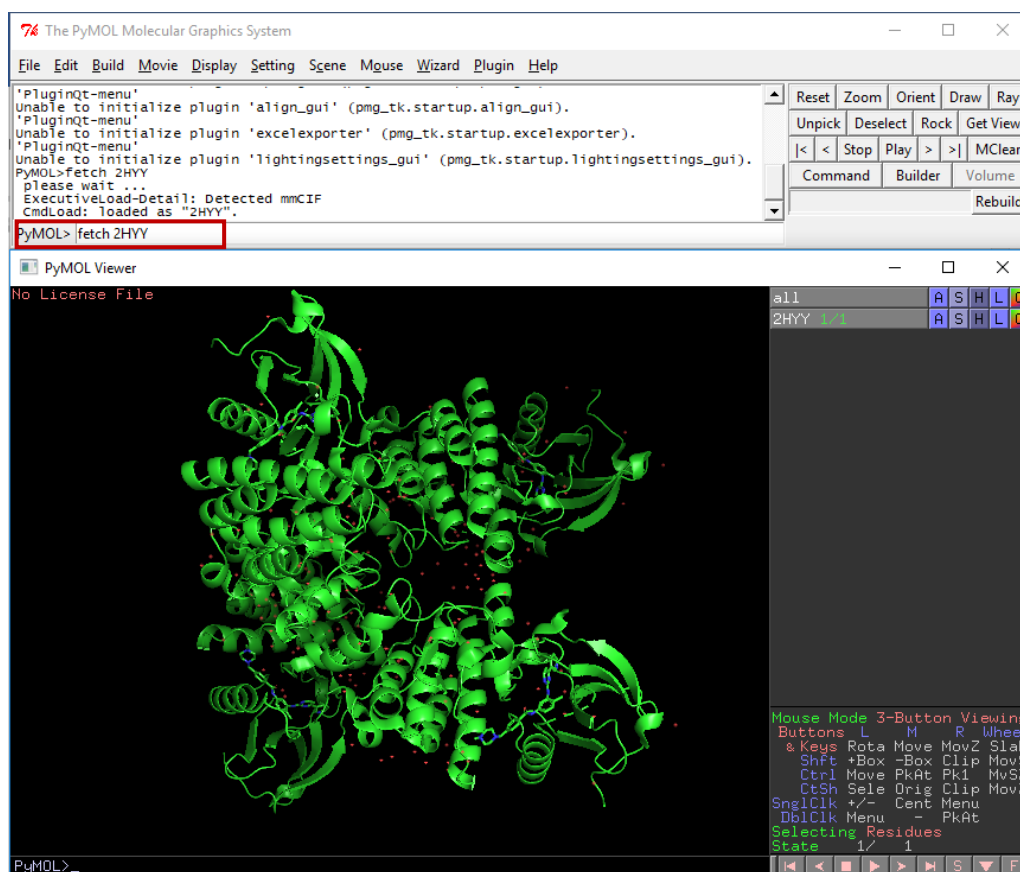 The PyMOL Molecular Graphics System
File Edit Build Movie Display Setting Scene Mouse Wizard Plugin Help
'PluginQt-menu'
Unable to initialize plugin 'align_gui' (pmg_tk.startup.align_gui).
'PluginQt-menu'
Unable to initialize plugin 'excelexporter' (pmg_tk.startup.excelexporter).
'PluginQt-menu'
Unable to initialize plugin 'lightingsettings_gui' (pmg_tk.startup.lightingsettings_gui).
PyMOL>fetch 2HYY
please wait ...
ExecutiveLoad-Detail: Detected mmCIF
CmdLoad: loaded as "2HYY".
PyMOL> fetch 2HYY
Reset Zoom Orient Draw Ray
Unpick Deselect Rock Get View
|< < Stop Play > >| MClear
Command Builder Volume
Rebuild
PyMOL Viewer
No License File
all A S H L C
2HYY 1/1 A S H L C
Mouse Mode 3-Button Viewing
Buttons L M R Wheel
& Keys Rota Move MovZ Slab
Shft +Box -Box Clip MovS
Ctrl Move PkAt Pk1 MvSZ
CtSh Sele Orig Clip MovZ
SnglClk +/- Cent Menu
DblClk Menu - PkAt
Selecting Residues
State 1/ 1
PyMOL>_
S F